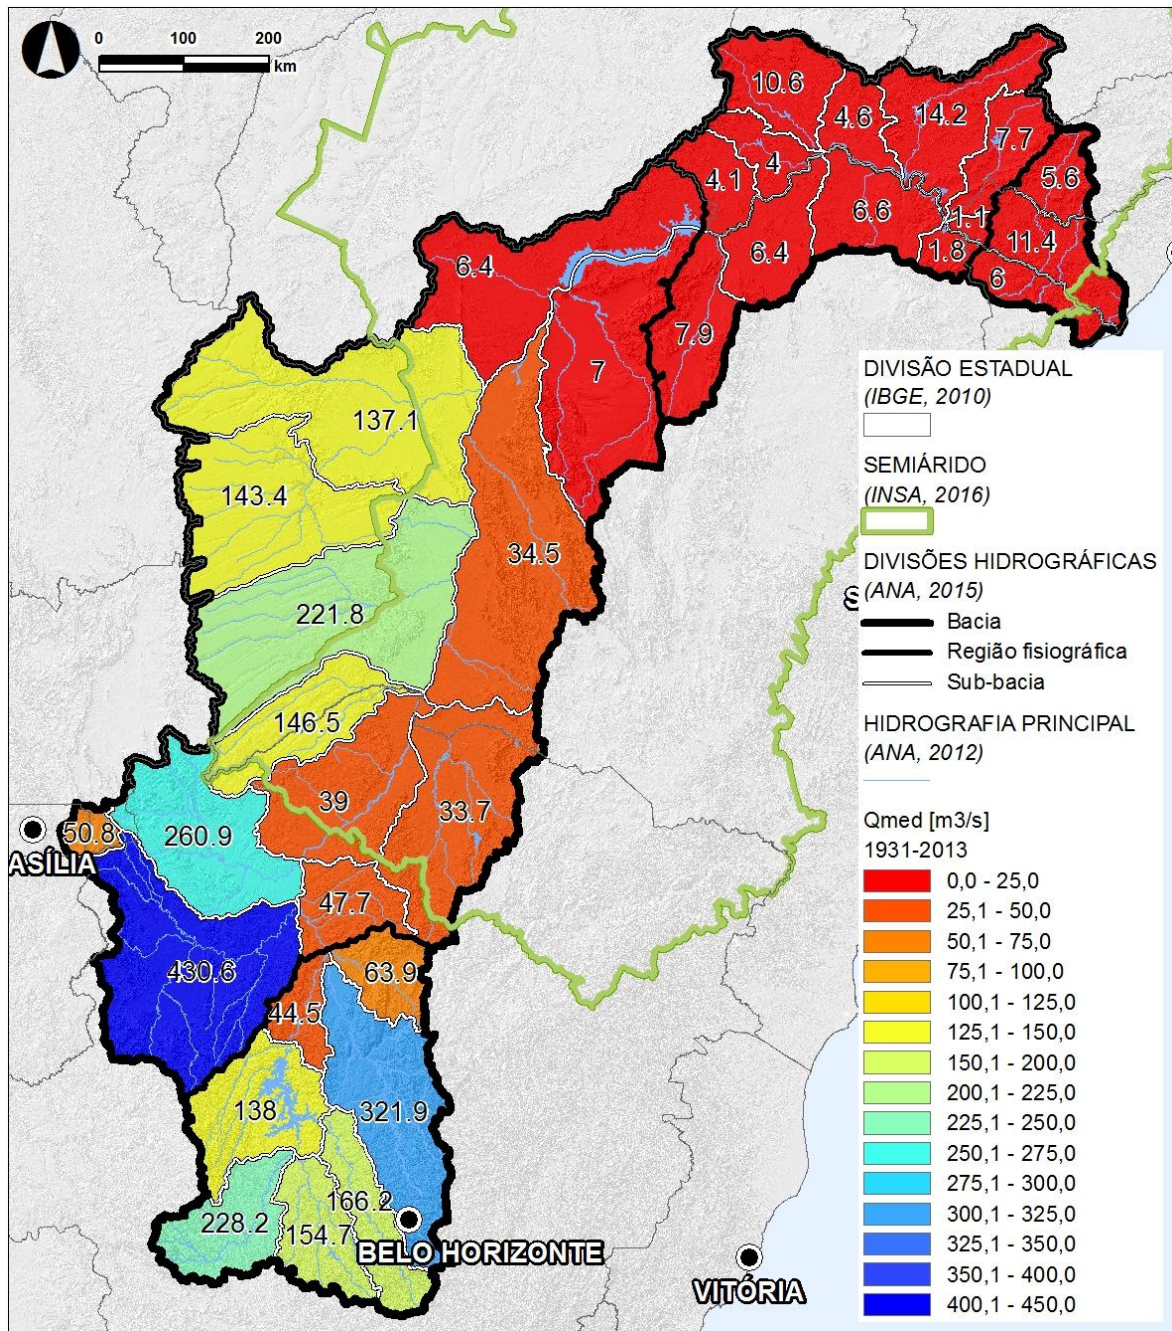 0 100 200
km
10.6
4.6
14.2
7.7
4
4.1
5.6
6.6
1.1
11.4
6.4
1.8
6.4
6
7.9
7
137.1
143.4
34.5
221.8
146.5
39
33.7
50.8
260.9
ASÍLIA
47.7
430.6
63.9
44.5
138
321.9
166.2
228.2
154.7
BELO HORIZONTE
VITÓRIA
S
DIVISÃO ESTADUAL
(IBGE, 2010)
SEMIÁRIDO
(INSA, 2016)
DIVISÕES HIDROGRÁFICAS
(ANA, 2015)
Bacia
Região fisiográfica
Sub-bacia
HIDROGRAFIA PRINCIPAL
(ANA, 2012)
Qmed [m3/s]
1931-2013
0,0 - 25,0
25,1 - 50,0
50,1 - 75,0
75,1 - 100,0
100,1 - 125,0
125,1 - 150,0
150,1 - 200,0
200,1 - 225,0
225,1 - 250,0
250,1 - 275,0
275,1 - 300,0
300,1 - 325,0
325,1 - 350,0
350,1 - 400,0
400,1 - 450,0